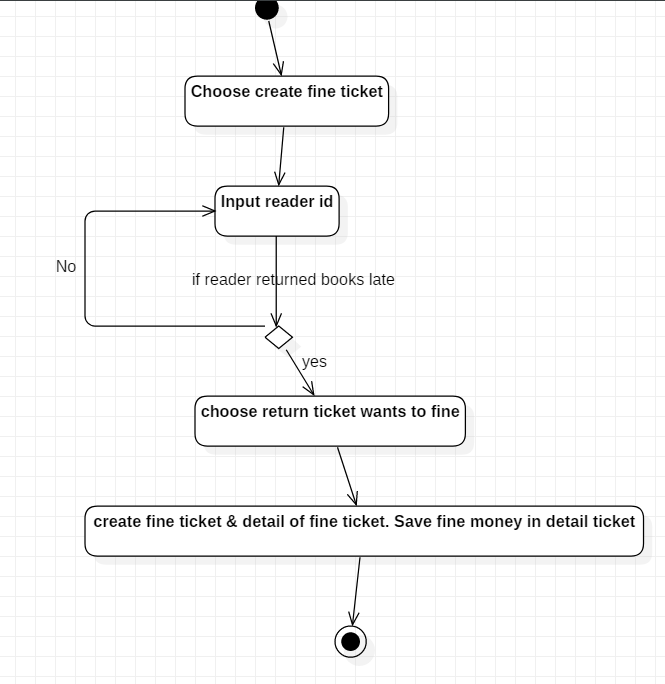 Choose create fine ticket
Input reader id
No
if reader returned books late
yes
choose return ticket wants to fine
create fine ticket & detail of fine ticket. Save fine money in detail ticket